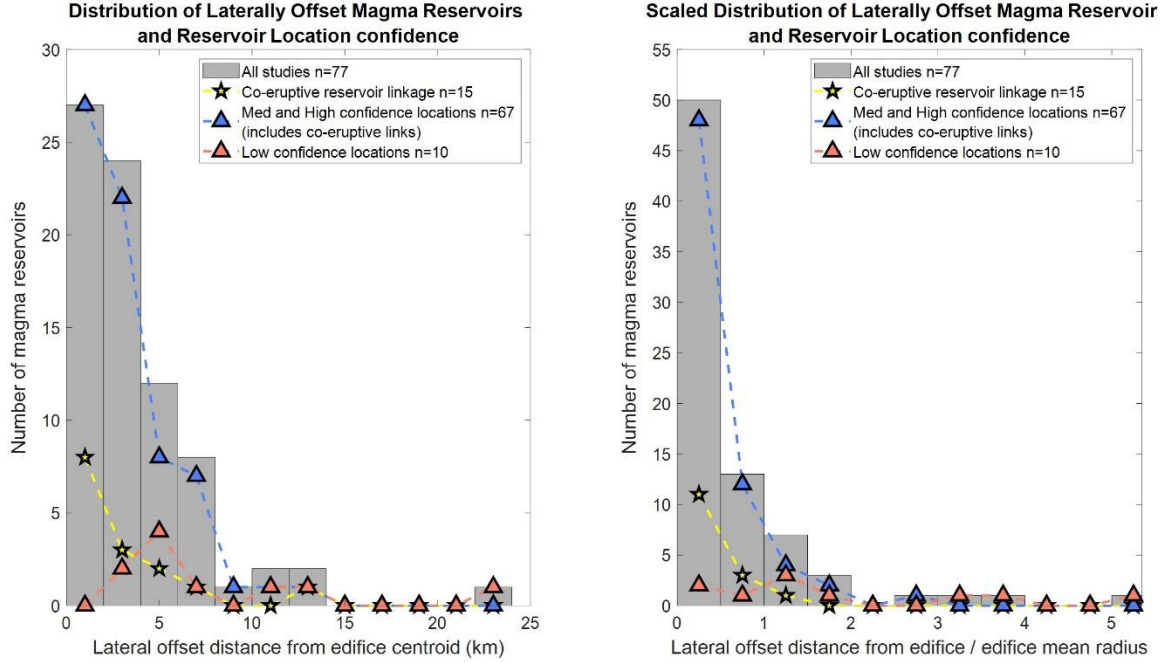 Distribution of Laterally Offset Magma Reservoirs
and Reservoir Location confidence
30
25
20
15
10
5
0
Number of magma reservoirs
All studies n=77
Co-eruptive reservoir linkage n=15
Med and High confidence locations n=67
(includes co-eruptive links)
Low confidence locations n=10
0 5 10 15 20 25
Lateral offset distance from edifice centroid (km)
Scaled Distribution of Laterally Offset Magma Reservoir
and Reservoir Location confidence
55
50
45
40
35
30
25
20
15
10
5
0
Number of magma reservoirs
All studies n=77
Co-eruptive reservoir linkage n=15
Med and High confidence locations n=67
(includes co-eruptive links)
Low confidence locations n=10
0 1 2 3 4 5
Lateral offset distance from edifice / edifice mean radius